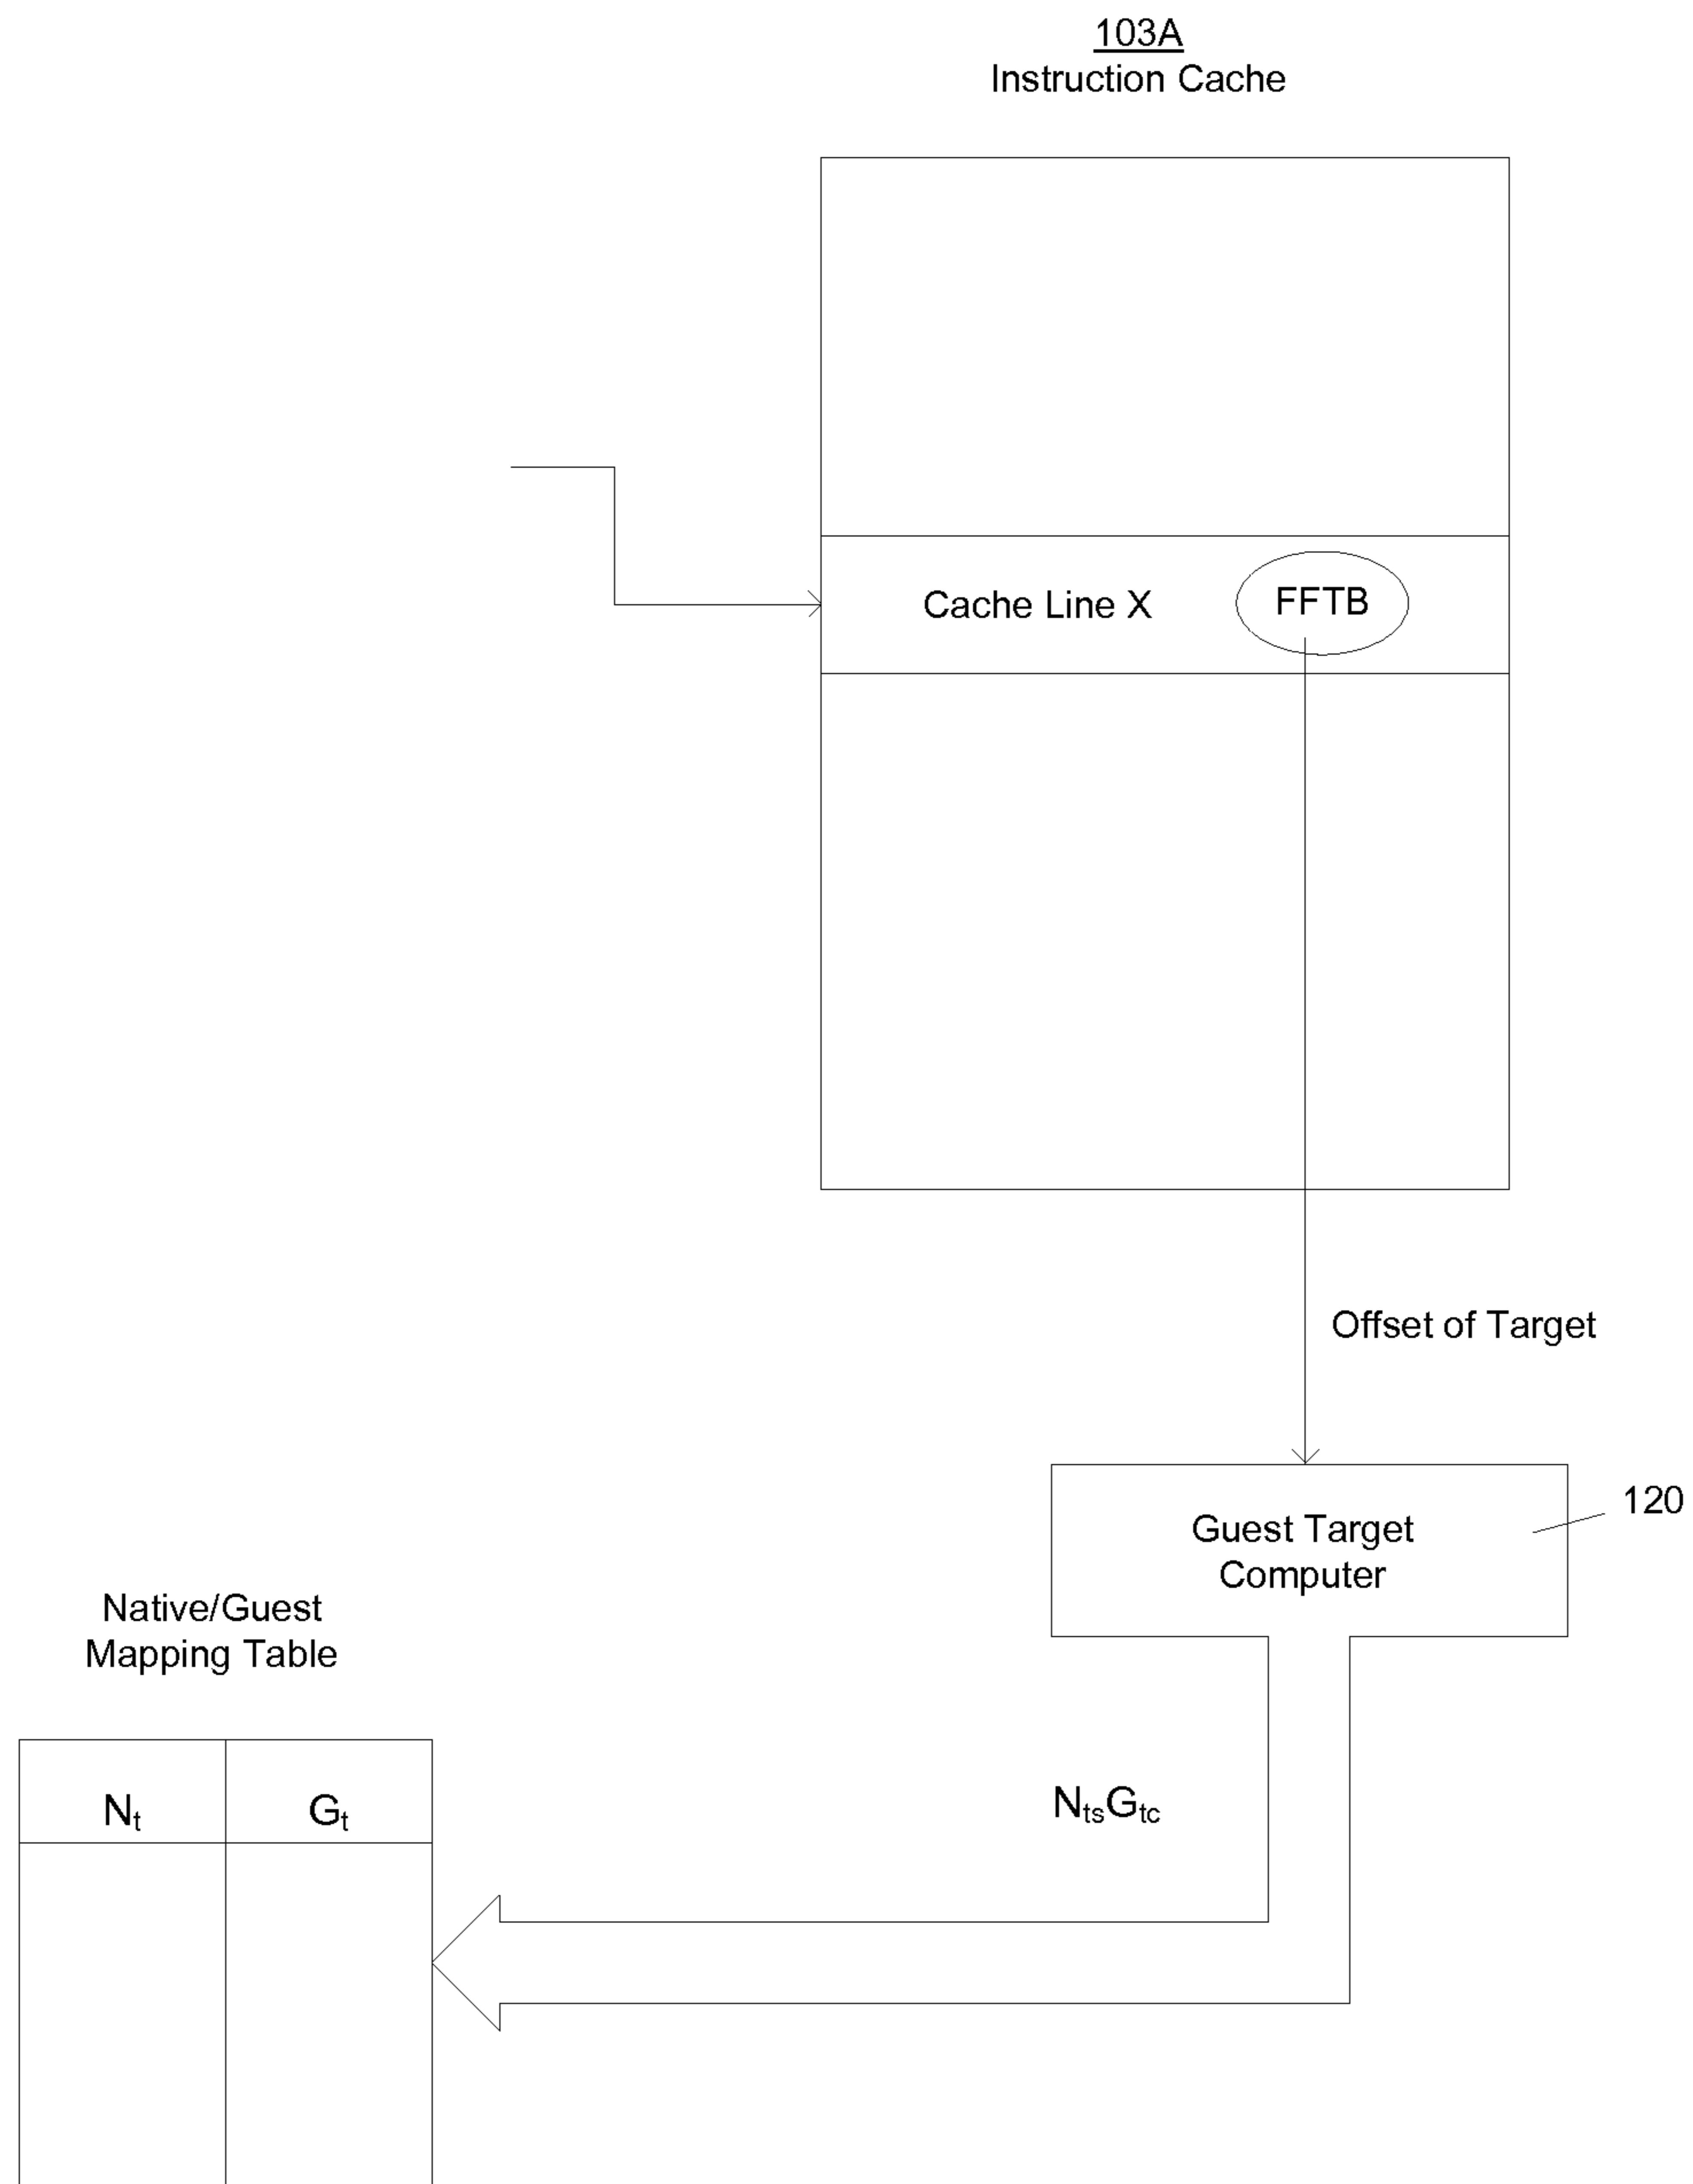 103A
Instruction Cache
Cache Line X
FFTB
Offset of Target
120
Guest Target
Computer
Native/Guest
Mapping Table
Nt
Gt
NtsGtc